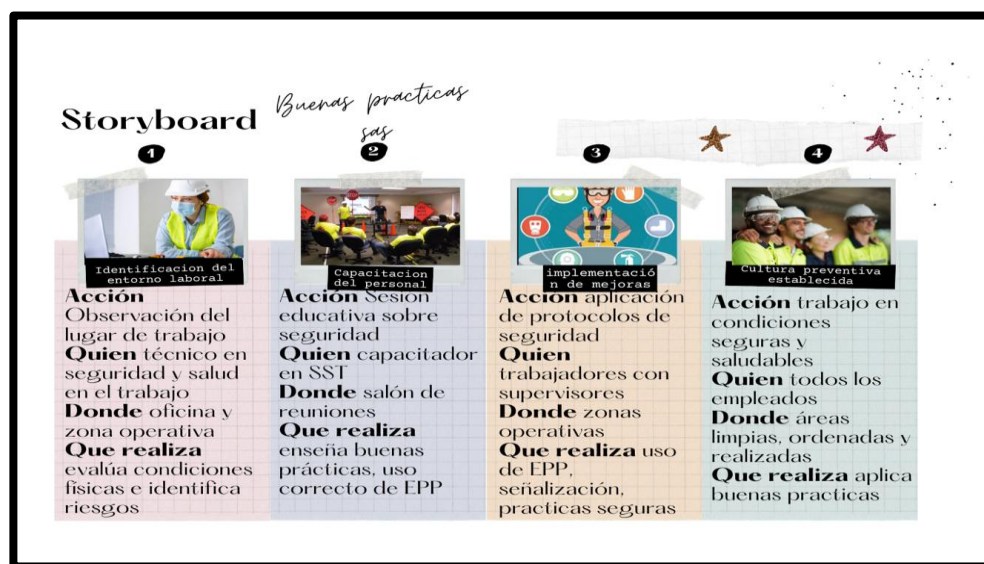 Storyboard
Buenas practicas
sas
1
2
3
4
Identificacion del
entorno laboral
Acción
Observación del
lugar de trabajo
Quien técnico en
seguridad y salud
en el trabajo
Donde oficina y
zona operativa
Que realiza
evalúa condiciones
físicas e identifica
riesgos
Capacitacion
del personal
Acción Sesion
educativa sobre
seguridad
Quien capacitador
en SST
Donde salón de
reuniones
Que realiza
enseña buenas
prácticas, uso
correcto de EPP
implementació
n de mejoras
Acción aplicación
de protocolos de
seguridad
Quien
trabajadores con
supervisores
Donde zonas
operativas
Que realiza uso
de EPP,
señalización,
practicas seguras
Cultura preventiva
establecida
Acción trabajo en
condiciones
seguras y
saludables
Quien todos los
empleados
Donde áreas
limpias, ordenadas y
realizadas
Que realiza aplica
buenas practicas